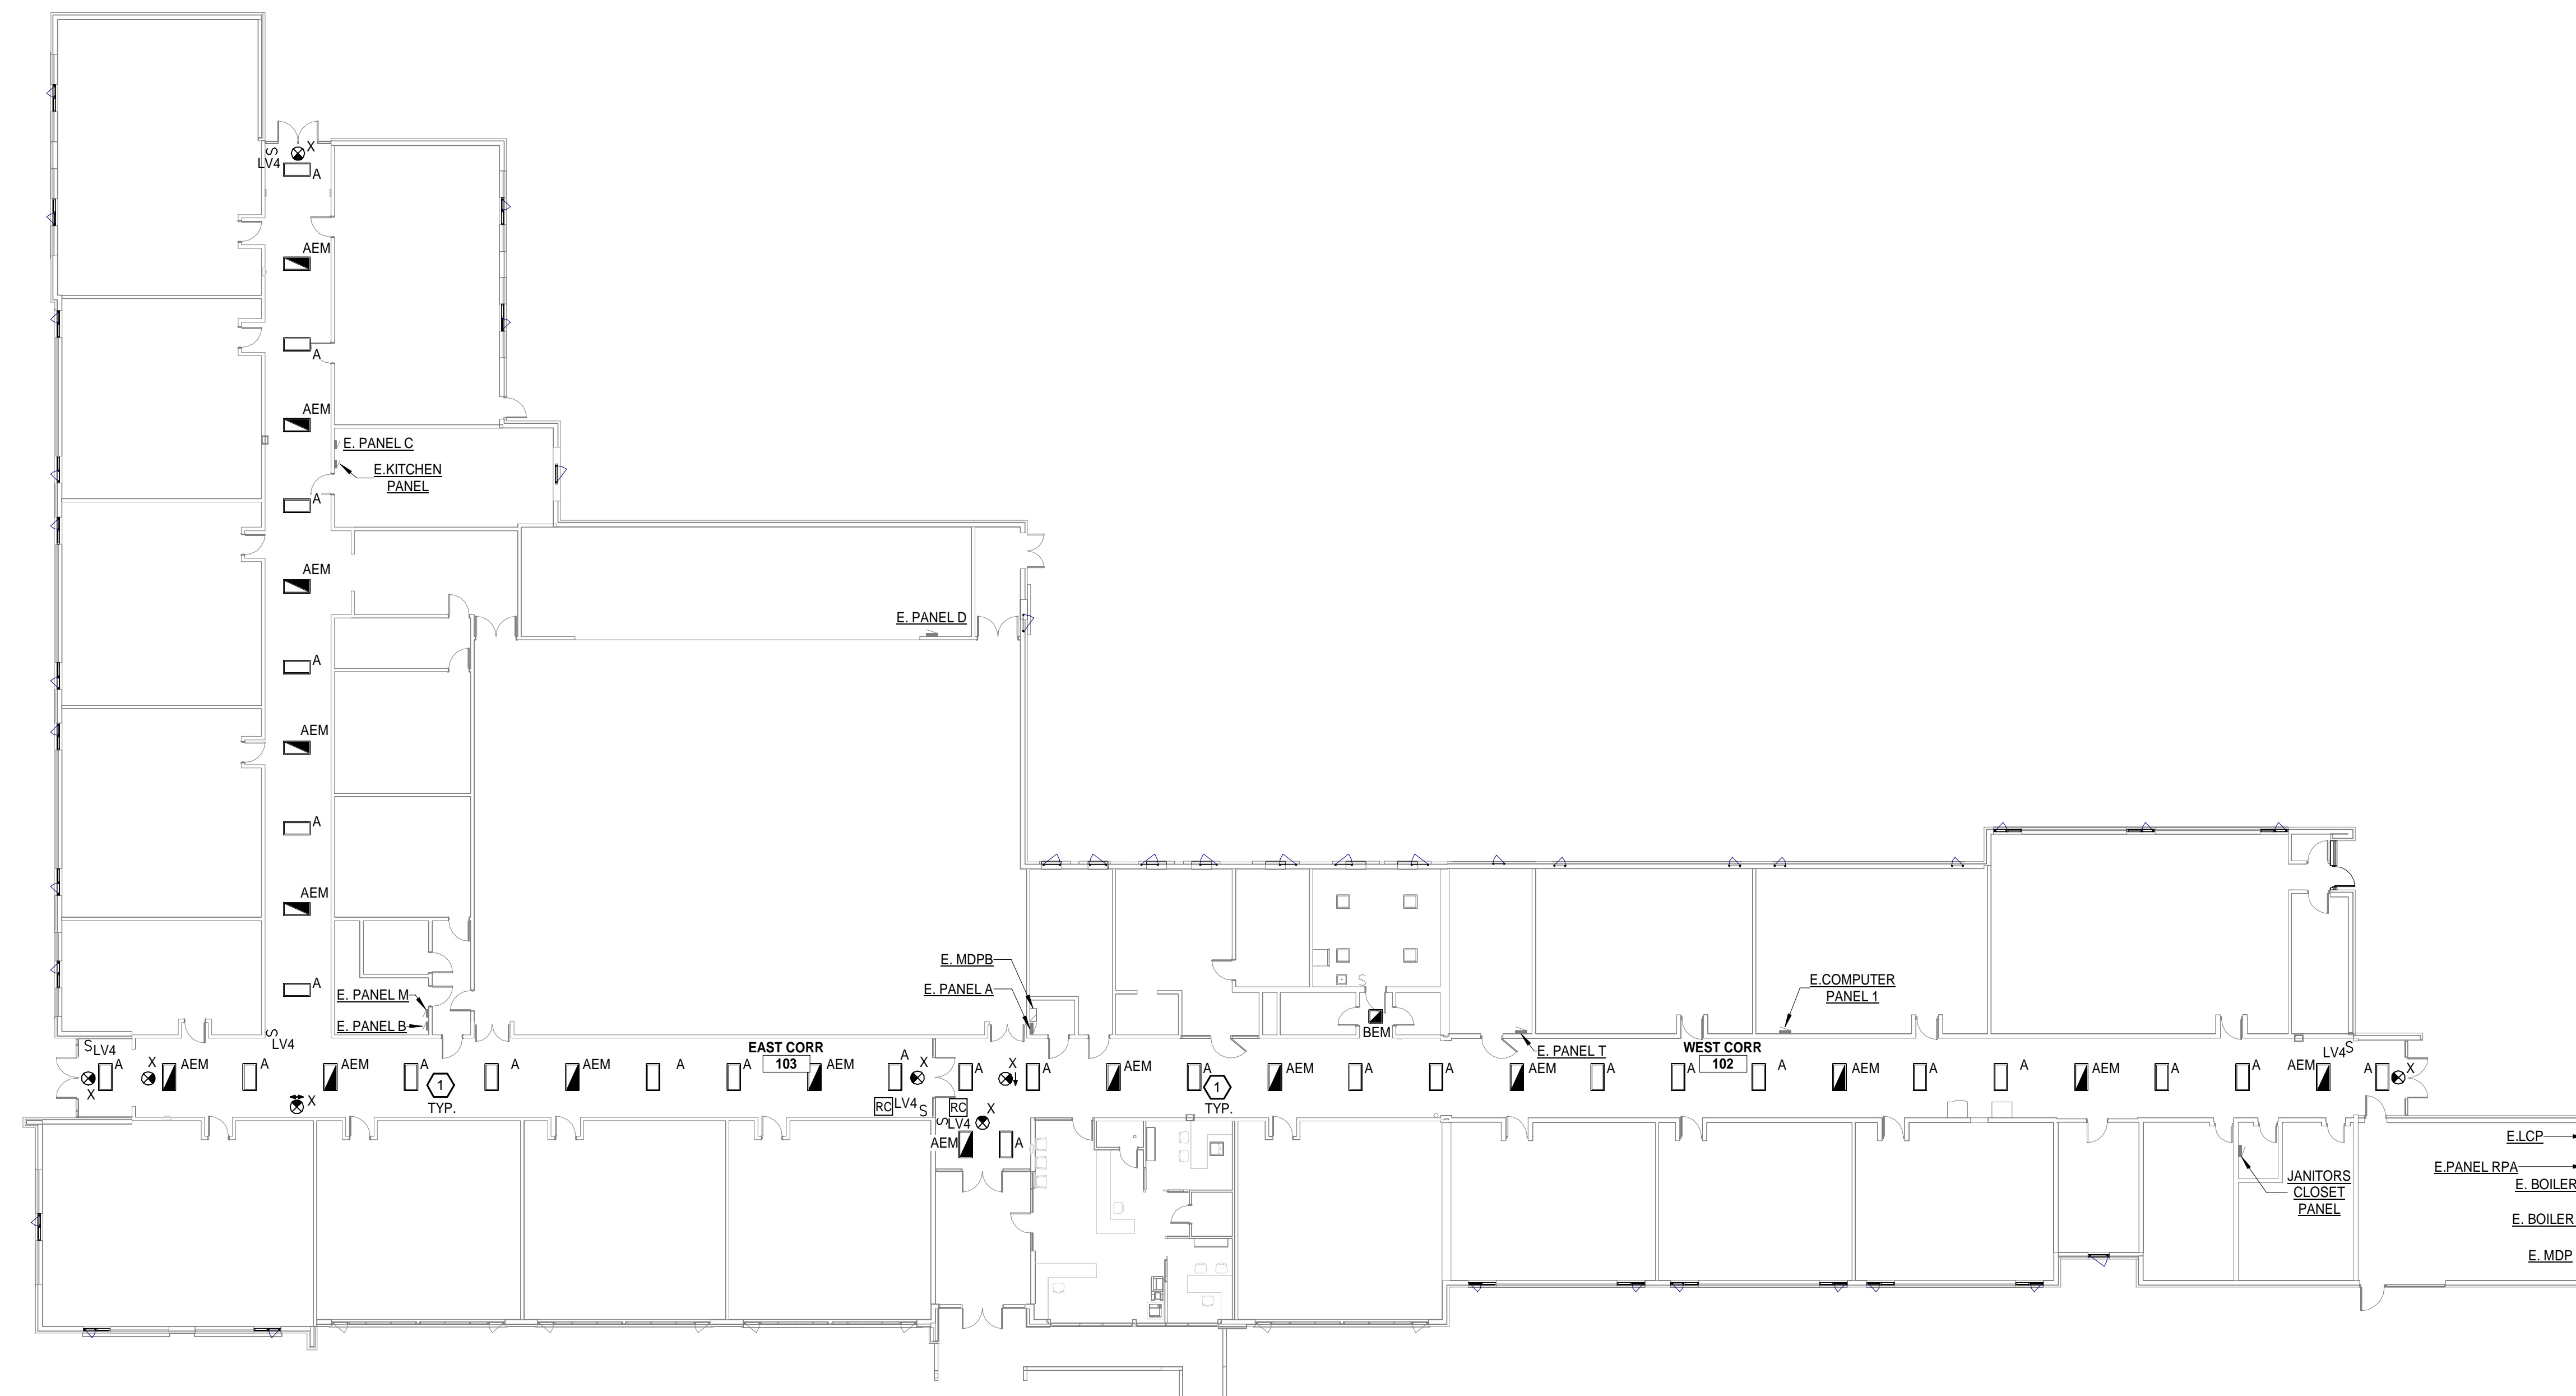 S
X
LV4
A
AEM
A
AEM
E. PANEL C
E.KITCHEN
PANEL
A
AEM
E. PANEL D
A
AEM
A
AEM
E. MDPB
E. PANEL A
A
E. PANEL M
E. PANEL B
S
BEM
E.COMPUTER
PANEL 1
S
LV4
S
LV4
EAST CORR
103
E. PANEL T
WEST CORR
102
LV4
S
X
A
X
AEM
A
AEM
A
A
AEM
A
A
AEM
A
X
A
X
A
AEM
A
AEM
A
A
AEM
A
A
A
AEM
A
A
AEM
A
A
AEM
A
X
X
1
TYP.
1
TYP.
RC
LV4
S
RC
X
S
LV4
AEM
A
E.LCP
E.PANEL RPA
E. BOILER
JANITORS
CLOSET
PANEL
E. BOILER
E. MDP